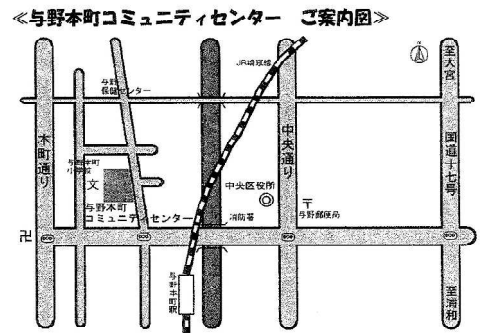 ≪与野本町コミュニティセンター　ご案内図≫
N
JR埼京線
至大宮
与野
保健センター
本町通り
中央通り
国道十七号
与野本町
小学校
文
中央区役所
〒
与野郵便局
与野本町
コミュニティセンター
消防署
卍
与野本町駅
至浦和